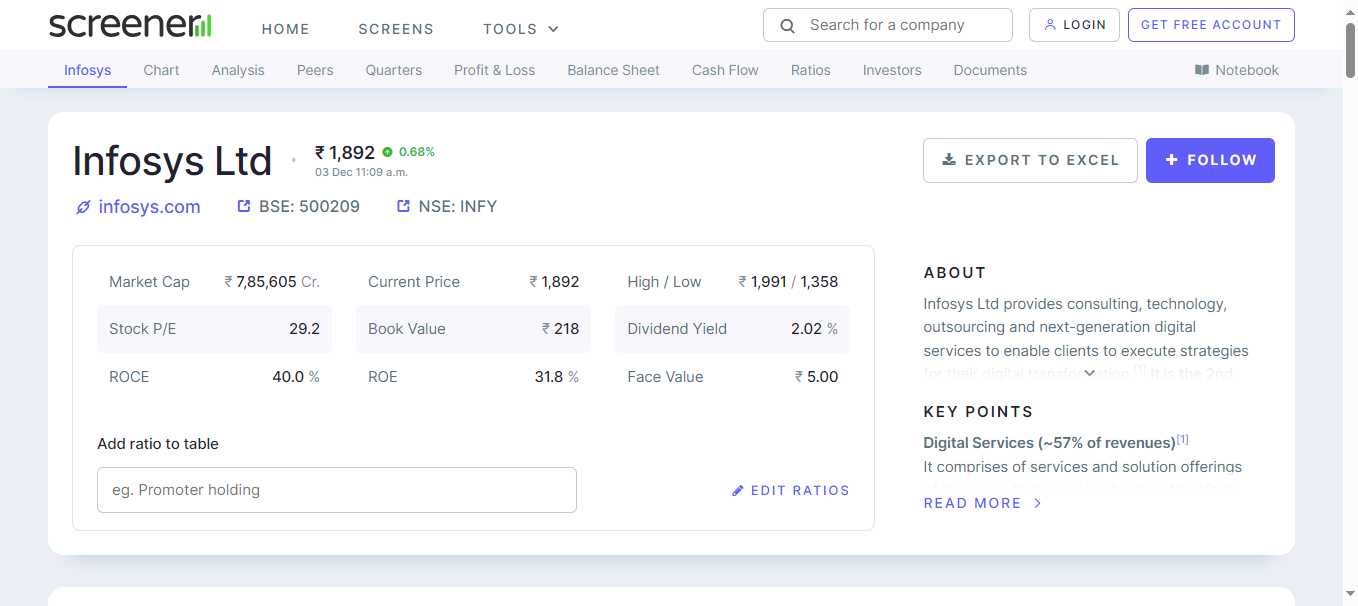 screener
HOME SCREENS TOOLS
Search for a company
LOGIN
GET FREE ACCOUNT
Infosys Chart Analysis Peers Quarters Profit & Loss Balance Sheet Cash Flow Ratios Investors Documents Notebook
Infosys Ltd
₹ 1,892 0.68%
03 Dec 11:09 a.m.
EXPORT TO EXCEL
FOLLOW
infosys.com BSE: 500209 NSE: INFY
Market Cap ₹ 7,85,605 Cr.
Current Price ₹ 1,892
High / Low ₹ 1,991 / 1,358
Stock P/E 29.2
Book Value ₹ 218
Dividend Yield 2.02 %
ROCE 40.0 %
ROE 31.8 %
Face Value ₹ 5.00
Add ratio to table
eg. Promoter holding
EDIT RATIOS
ABOUT
Infosys Ltd provides consulting, technology,
outsourcing and next-generation digital
services to enable clients to execute strategies
for their digital It is the 2nd
KEY POINTS
Digital Services (~57% of revenues)[1]
It comprises of services and solution offerings
READ MORE